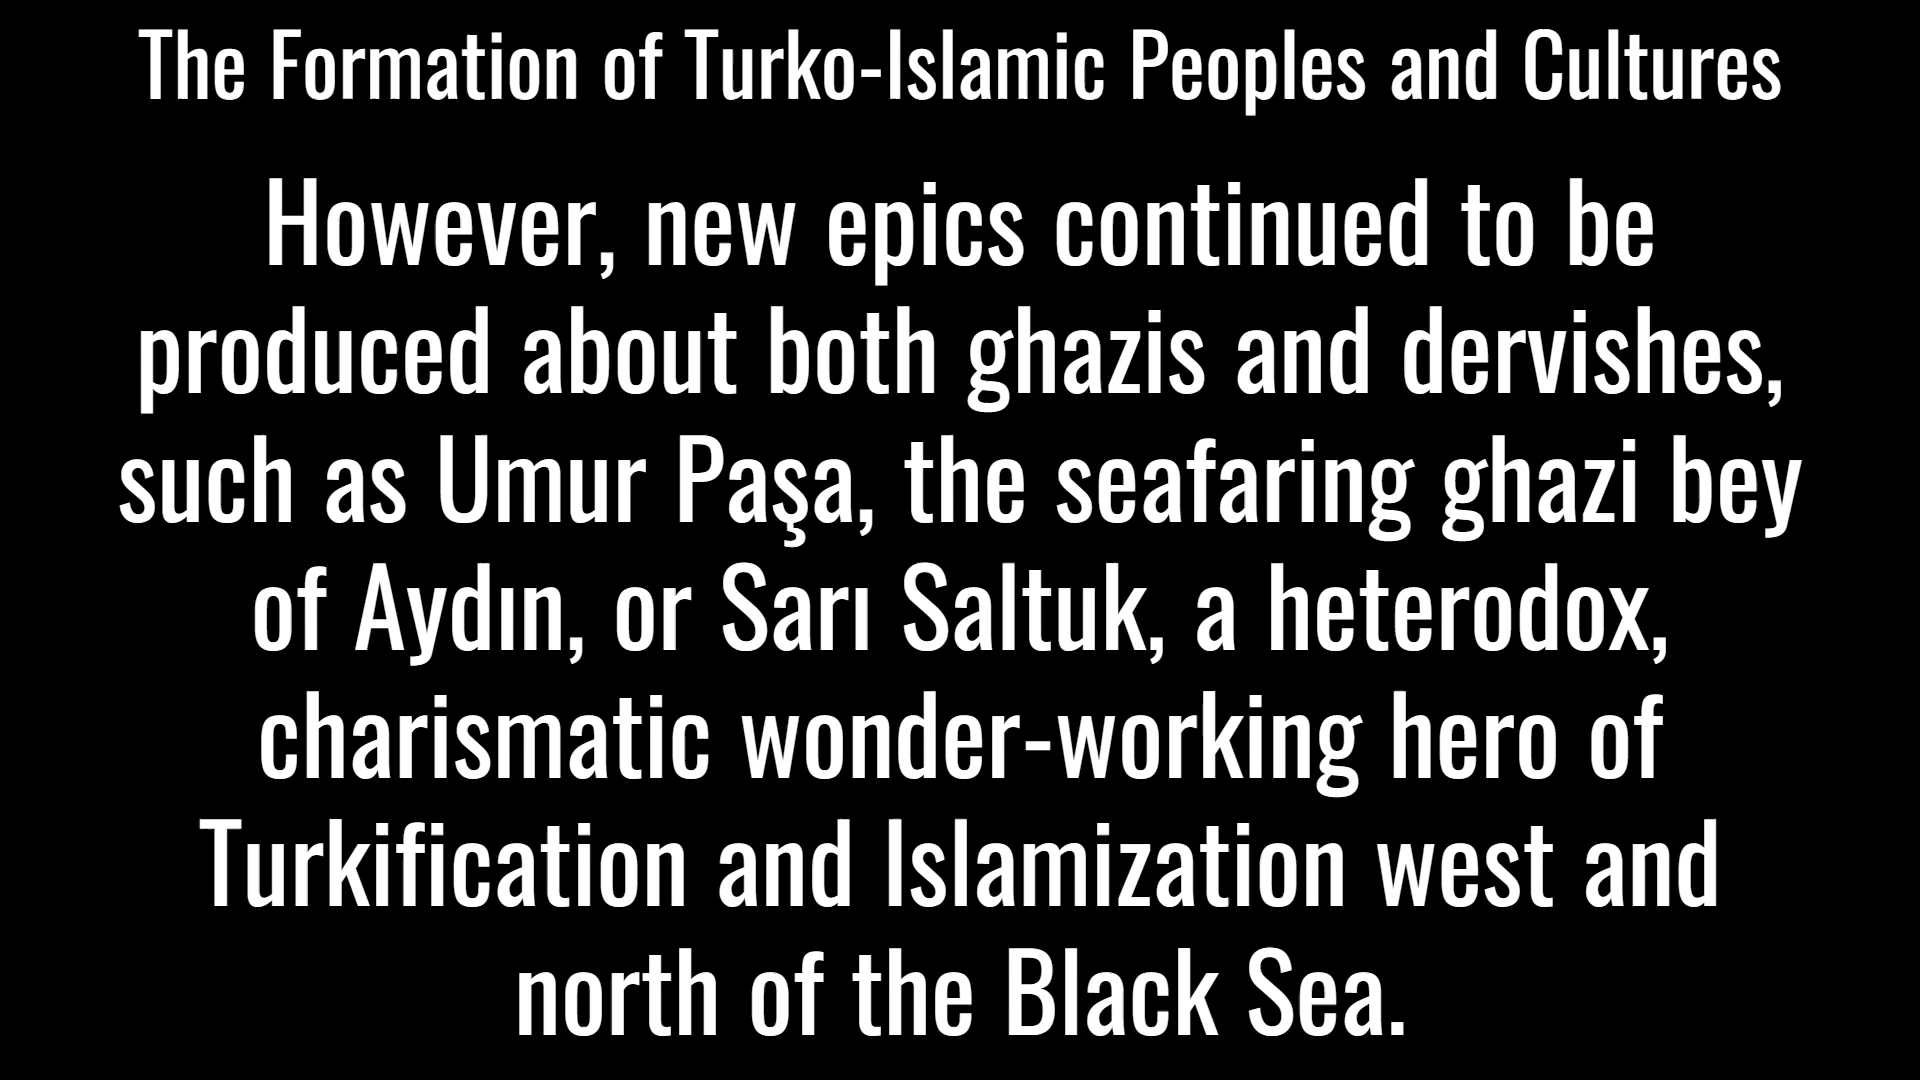 The Formation of Turko-Islamic Peoples and Cultures
However, new epics continued to be
produced about both ghazis and dervishes,
such as Umur Paşa, the seafaring ghazi bey
of Aydın, or Sarı Saltuk, a heterodox,
charismatic wonder-working hero of
Turkification and Islamization west and
north of the Black Sea.